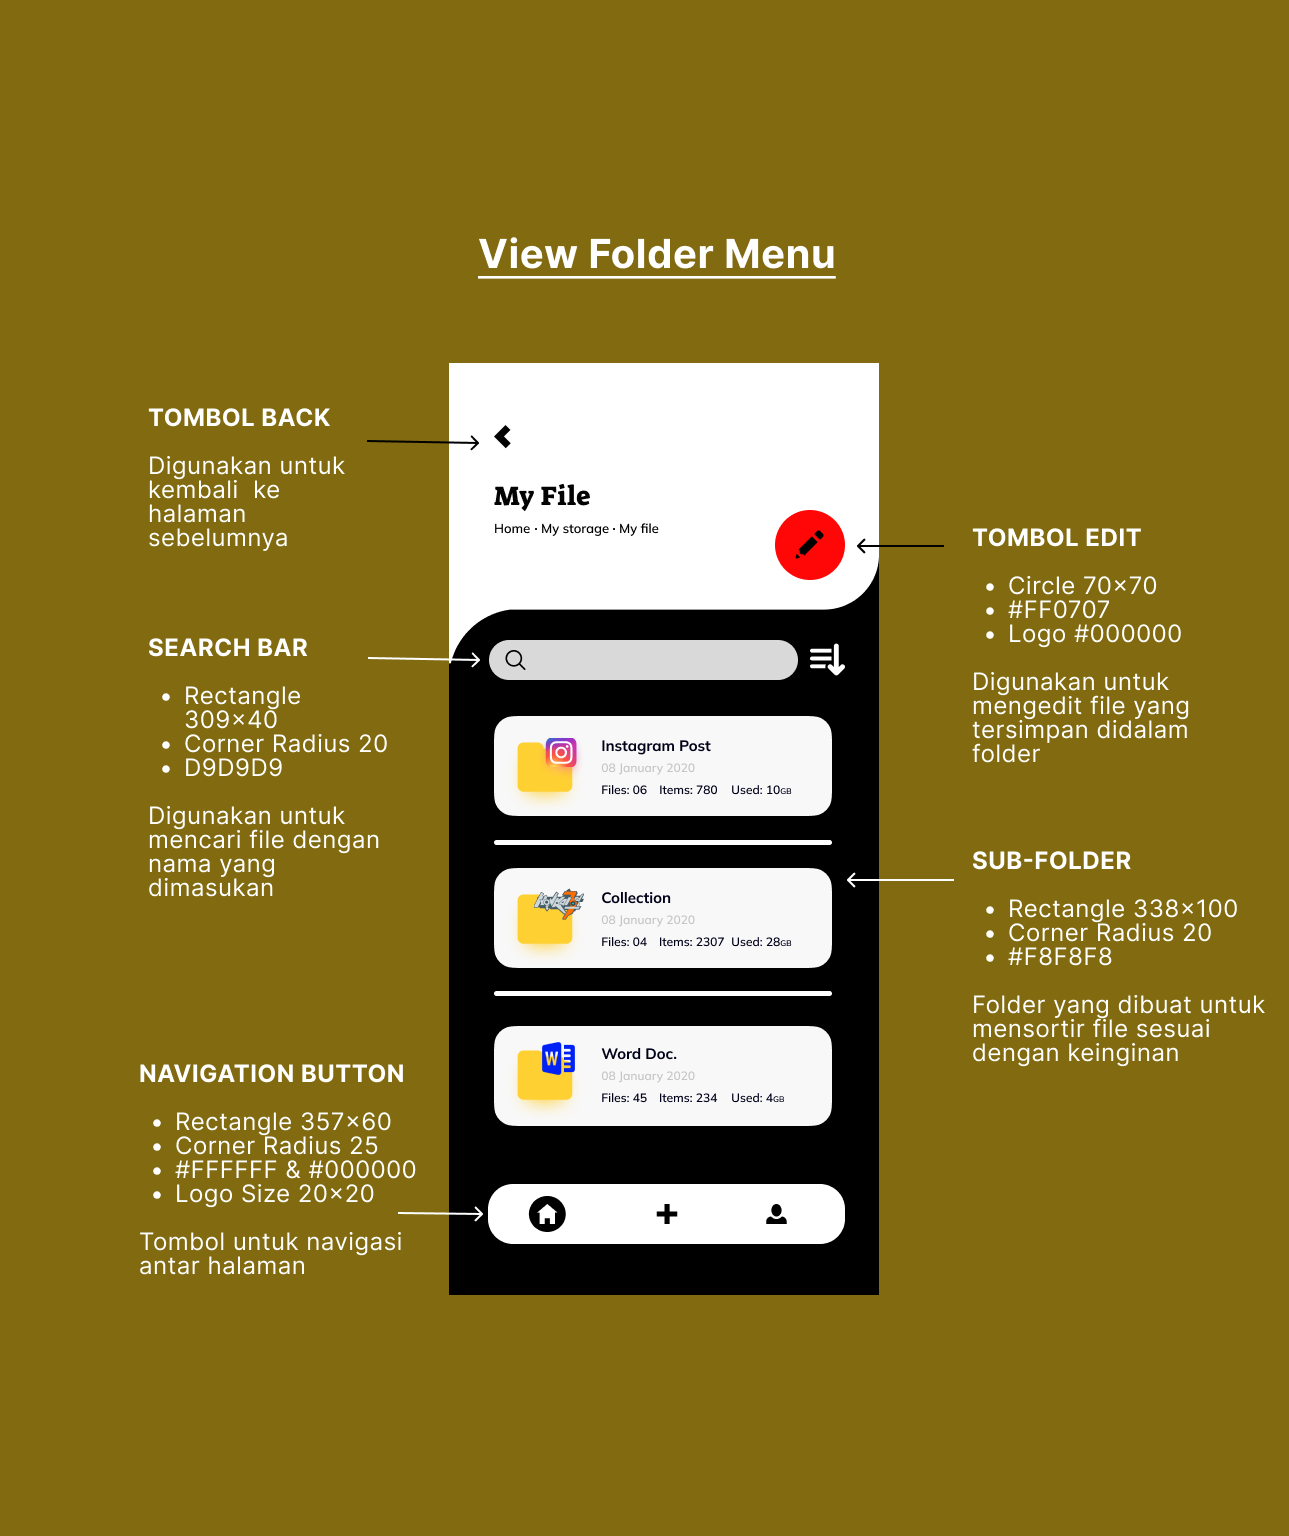 View Folder Menu
TOMBOL BACK
Digunakan untuk
kembali  ke
halaman
sebelumnya
SEARCH BAR
• Rectangle
309×40
• Corner Radius 20
• D9D9D9
Digunakan untuk
mencari file dengan
nama yang
dimasukan
NAVIGATION BUTTON
• Rectangle 357×60
• Corner Radius 25
• #FFFFFF & #000000
• Logo Size 20×20
Tombol untuk navigasi
antar halaman
My File
Home · My storage · My file
Instagram Post
08 January 2020
Files: 06 Items: 780 Used: 10GB
Collection
08 January 2020
Files: 04 Items: 2307 Used: 28GB
W
Word Doc.
08 January 2020
Files: 45 Items: 234 Used: 4GB
TOMBOL EDIT
• Circle 70×70
• #FF0707
• Logo #000000
Digunakan untuk
mengedit file yang
tersimpan didalam
folder
SUB-FOLDER
• Rectangle 338×100
• Corner Radius 20
• #F8F8F8
Folder yang dibuat untuk
mensortir file sesuai
dengan keinginan